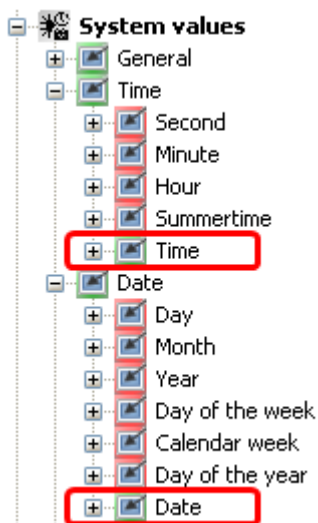 System values
General
Time
Second
Minute
Hour
Summertime
Time
Date
Day
Month
Year
Day of the week
Calendar week
Day of the year
Date